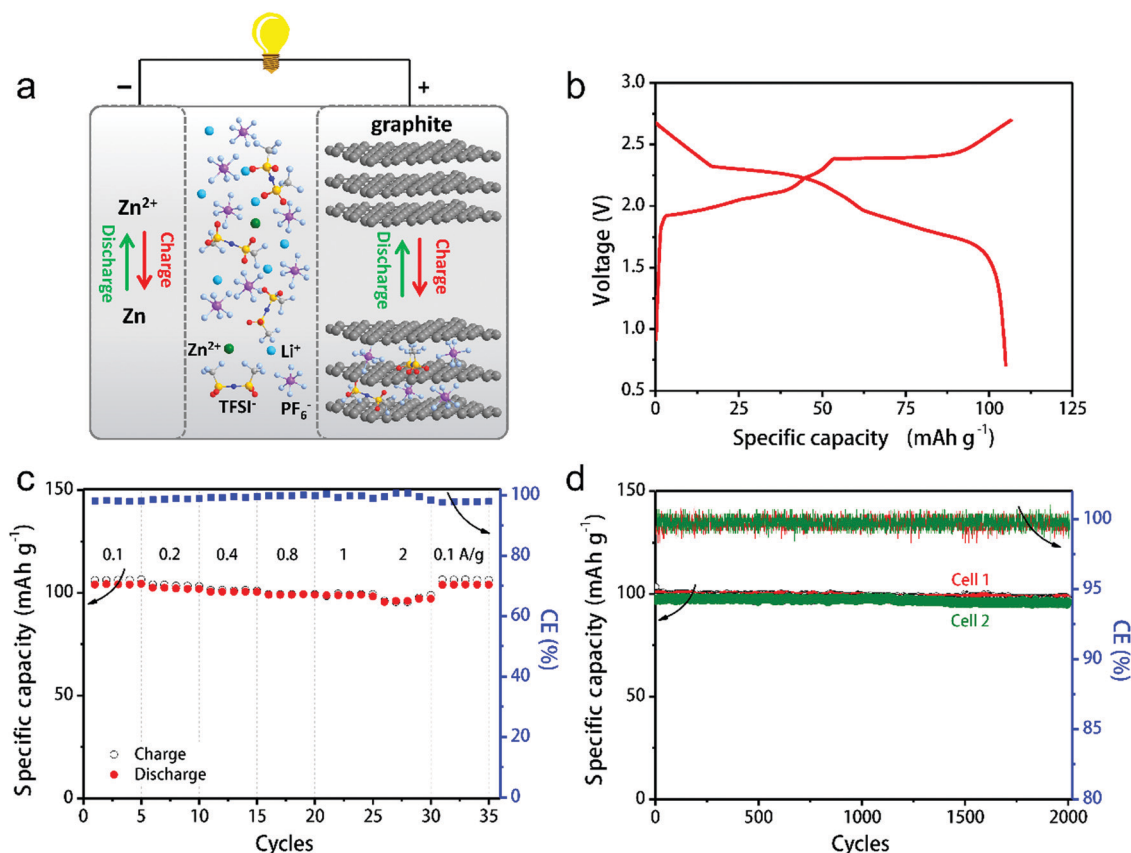 a
−
+
graphite
Zn²⁺
Discharge
Charge
Zn
Discharge
Charge
Zn²⁺
Li⁺
TFSI⁻
PF₆⁻
b
3.0
2.5
2.0
1.5
1.0
0.5
Voltage (V)
0
25
50
75
100
125
Specific capacity (mAh g⁻¹)
c
150
100
50
0
Specific capacity (mAh g⁻¹)
0.1 0.2 0.4 0.8 1 2 0.1 A/g
Charge
Discharge
100
80
60
40
20
0
CE (%)
0 5 10 15 20 25 30 35
Cycles
d
150
100
50
0
Specific capacity (mAh g⁻¹)
Cell 1
Cell 2
100
95
90
85
80
CE (%)
0 500 1000 1500 2000
Cycles